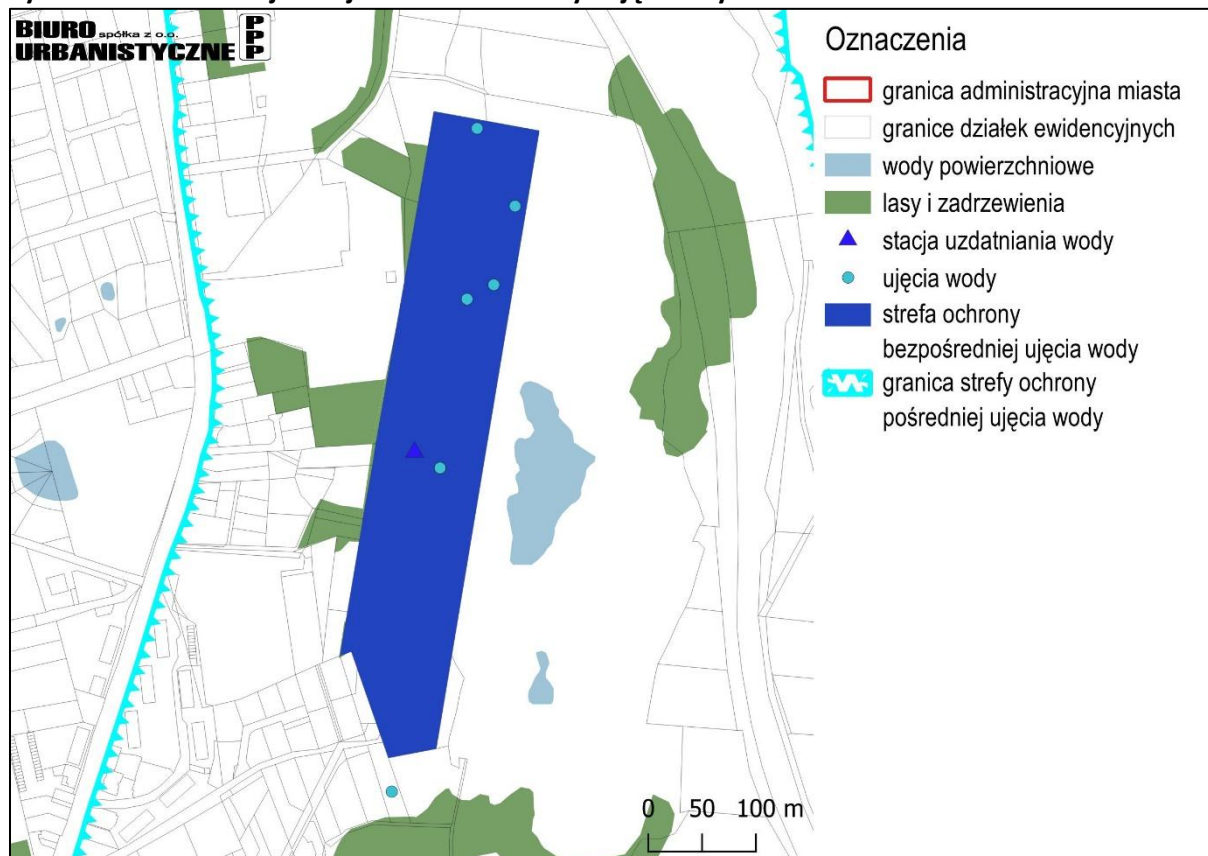 BIURO spółka z o.o.
URBANISTYCZNE PPP
Oznaczenia
granica administracyjna miasta
granice działek ewidencyjnych
wody powierzchniowe
lasy i zadrzewienia
stacja uzdatniania wody
ujęcia wody
strefa ochrony
bezpośredniej ujęcia wody
granica strefy ochrony
pośredniej ujęcia wody
0 50 100 m